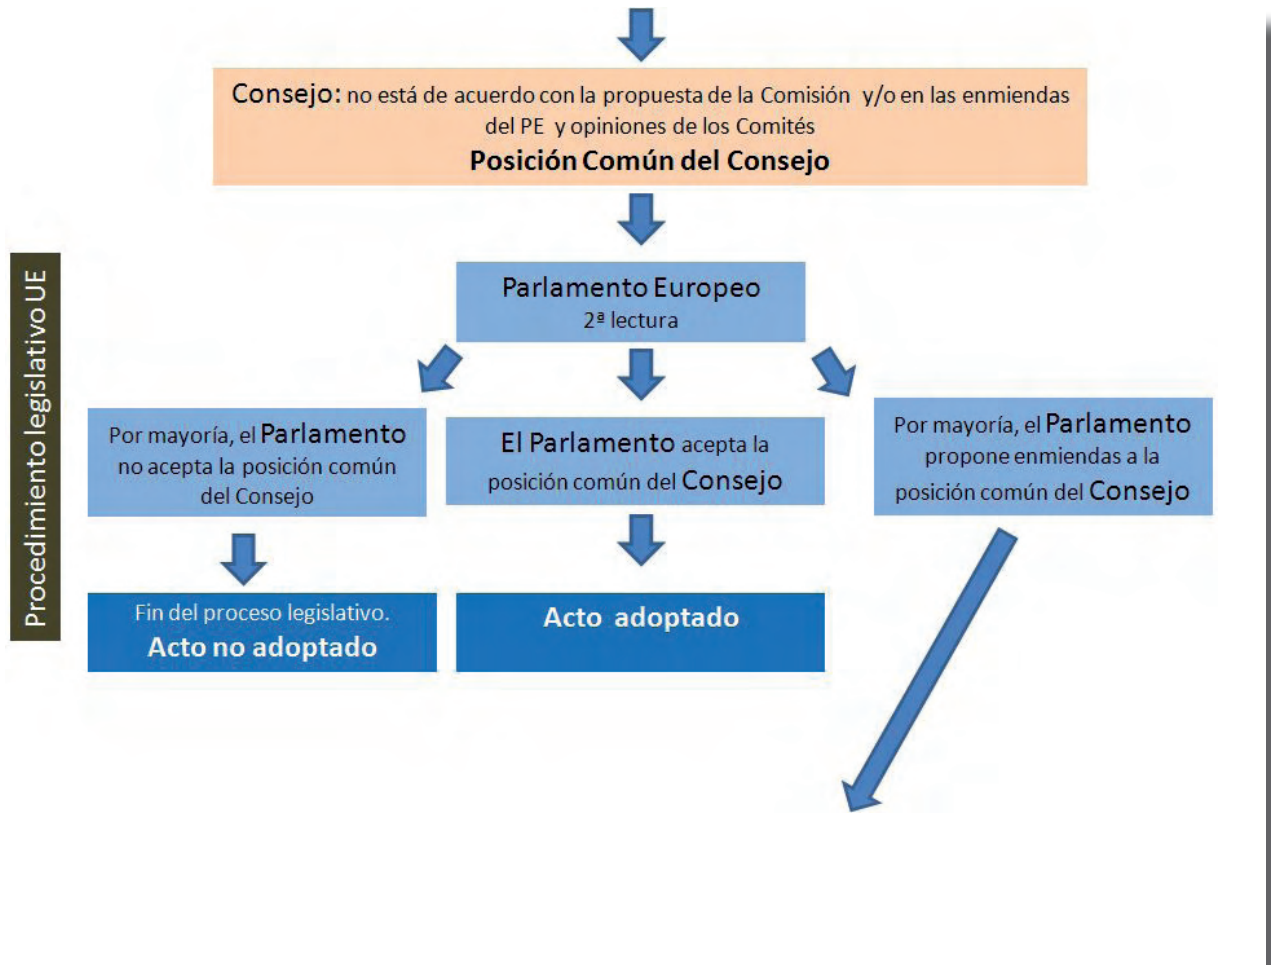 Consejo: no está de acuerdo con la propuesta de la Comisión y/o en las enmiendas
del PE y opiniones de los Comités
Posición Común del Consejo
Procedimiento legislativo UE
Parlamento Europeo
2ª lectura
Por mayoría, el Parlamento
no acepta la posición común
del Consejo
El Parlamento acepta la
posición común del Consejo
Por mayoría, el Parlamento
propone enmiendas a la
posición común del Consejo
Fin del proceso legislativo.
Acto no adoptado
Acto adoptado